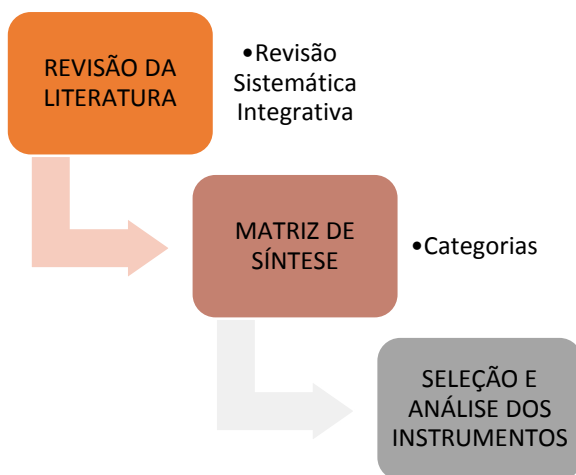 REVISÃO DA
LITERATURA
•Revisão
Sistemática
Integrativa
MATRIZ DE
SÍNTESE
•Categorias
SELEÇÃO E
ANÁLISE DOS
INSTRUMENTOS